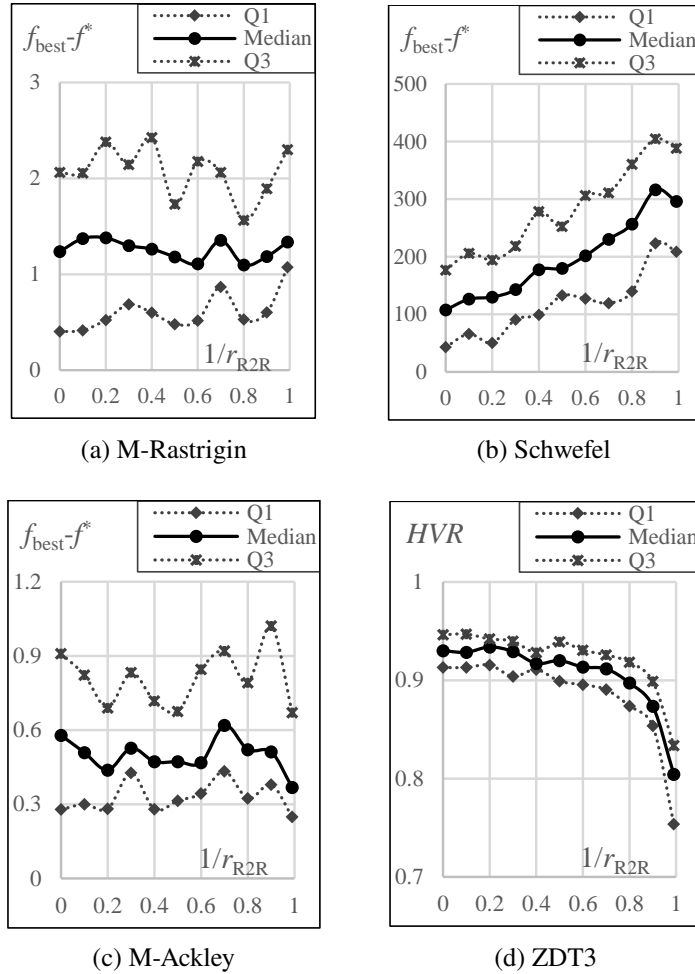 f_best-f*
Q1
Median
Q3
3
2
1
0
1/r_R2R
0 0.2 0.4 0.6 0.8 1
(a) M-Rastrigin
f_best-f*
Q1
Median
Q3
500
400
300
200
100
0
1/r_R2R
0 0.2 0.4 0.6 0.8 1
(b) Schwefel
f_best-f*
Q1
Median
Q3
1.2
0.9
0.6
0.3
0
1/r_R2R
0 0.2 0.4 0.6 0.8 1
(c) M-Ackley
HVR
Q1
Median
Q3
1
0.9
0.8
0.7
1/r_R2R
0 0.2 0.4 0.6 0.8 1
(d) ZDT3